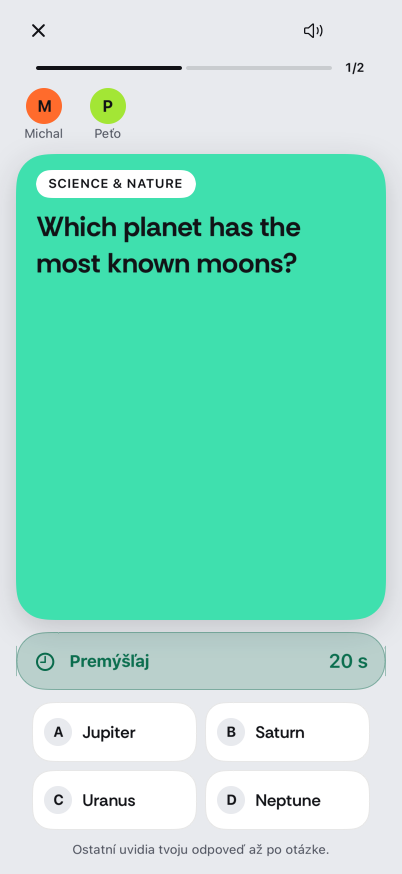 1/2
M
P
Michal
Peťo
SCIENCE & NATURE
Which planet has the
most known moons?
Premýšľaj
20 s
A Jupiter
B Saturn
C Uranus
D Neptune
Ostatní uvidia tvoju odpoveď až po otázke.